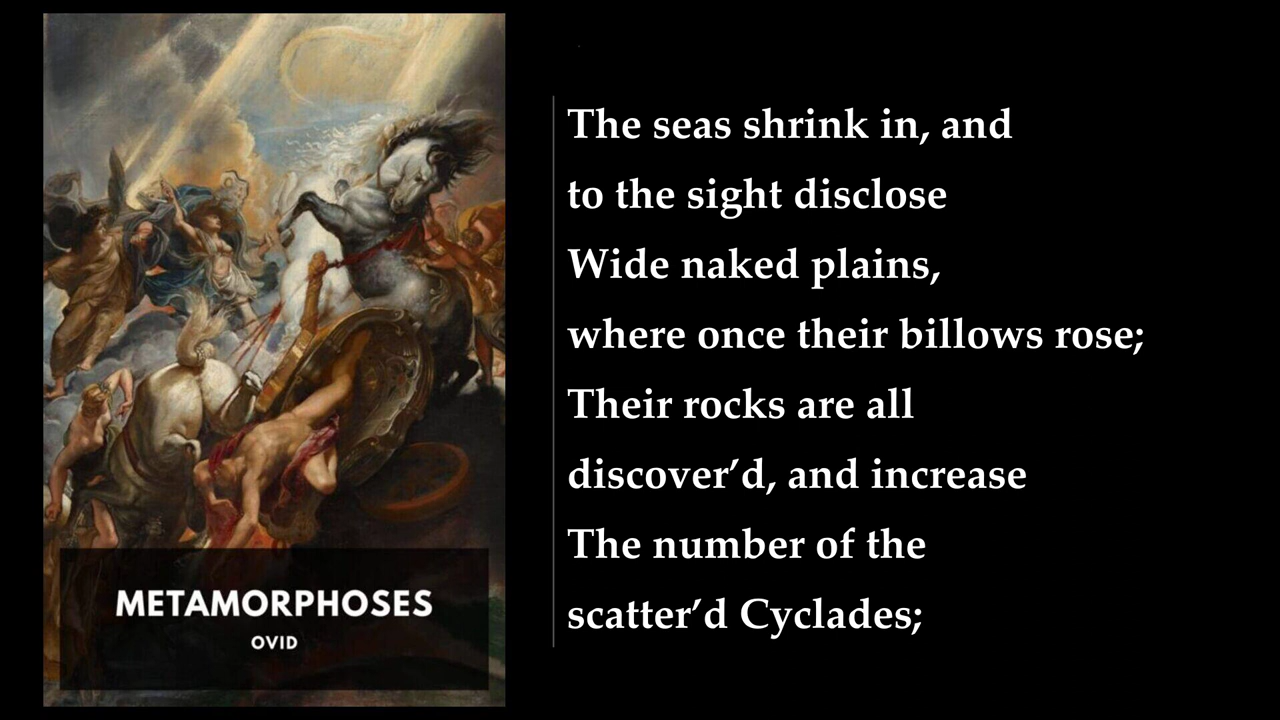 METAMORPHOSES
OVID
The seas shrink in, and
to the sight disclose
Wide naked plains,
where once their billows rose;
Their rocks are all
discover’d, and increase
The number of the
scatter’d Cyclades;